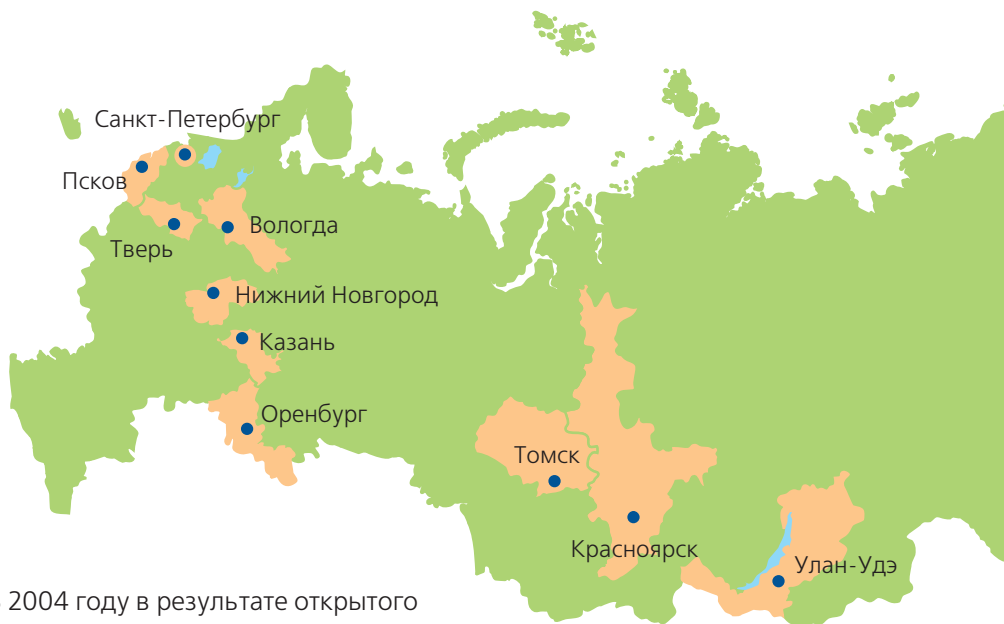 Санкт-Петербург
Псков
Вологда
Тверь
Нижний Новгород
Казань
Оренбург
Томск
Красноярск
Улан-Удэ
2004 году в результате открытого